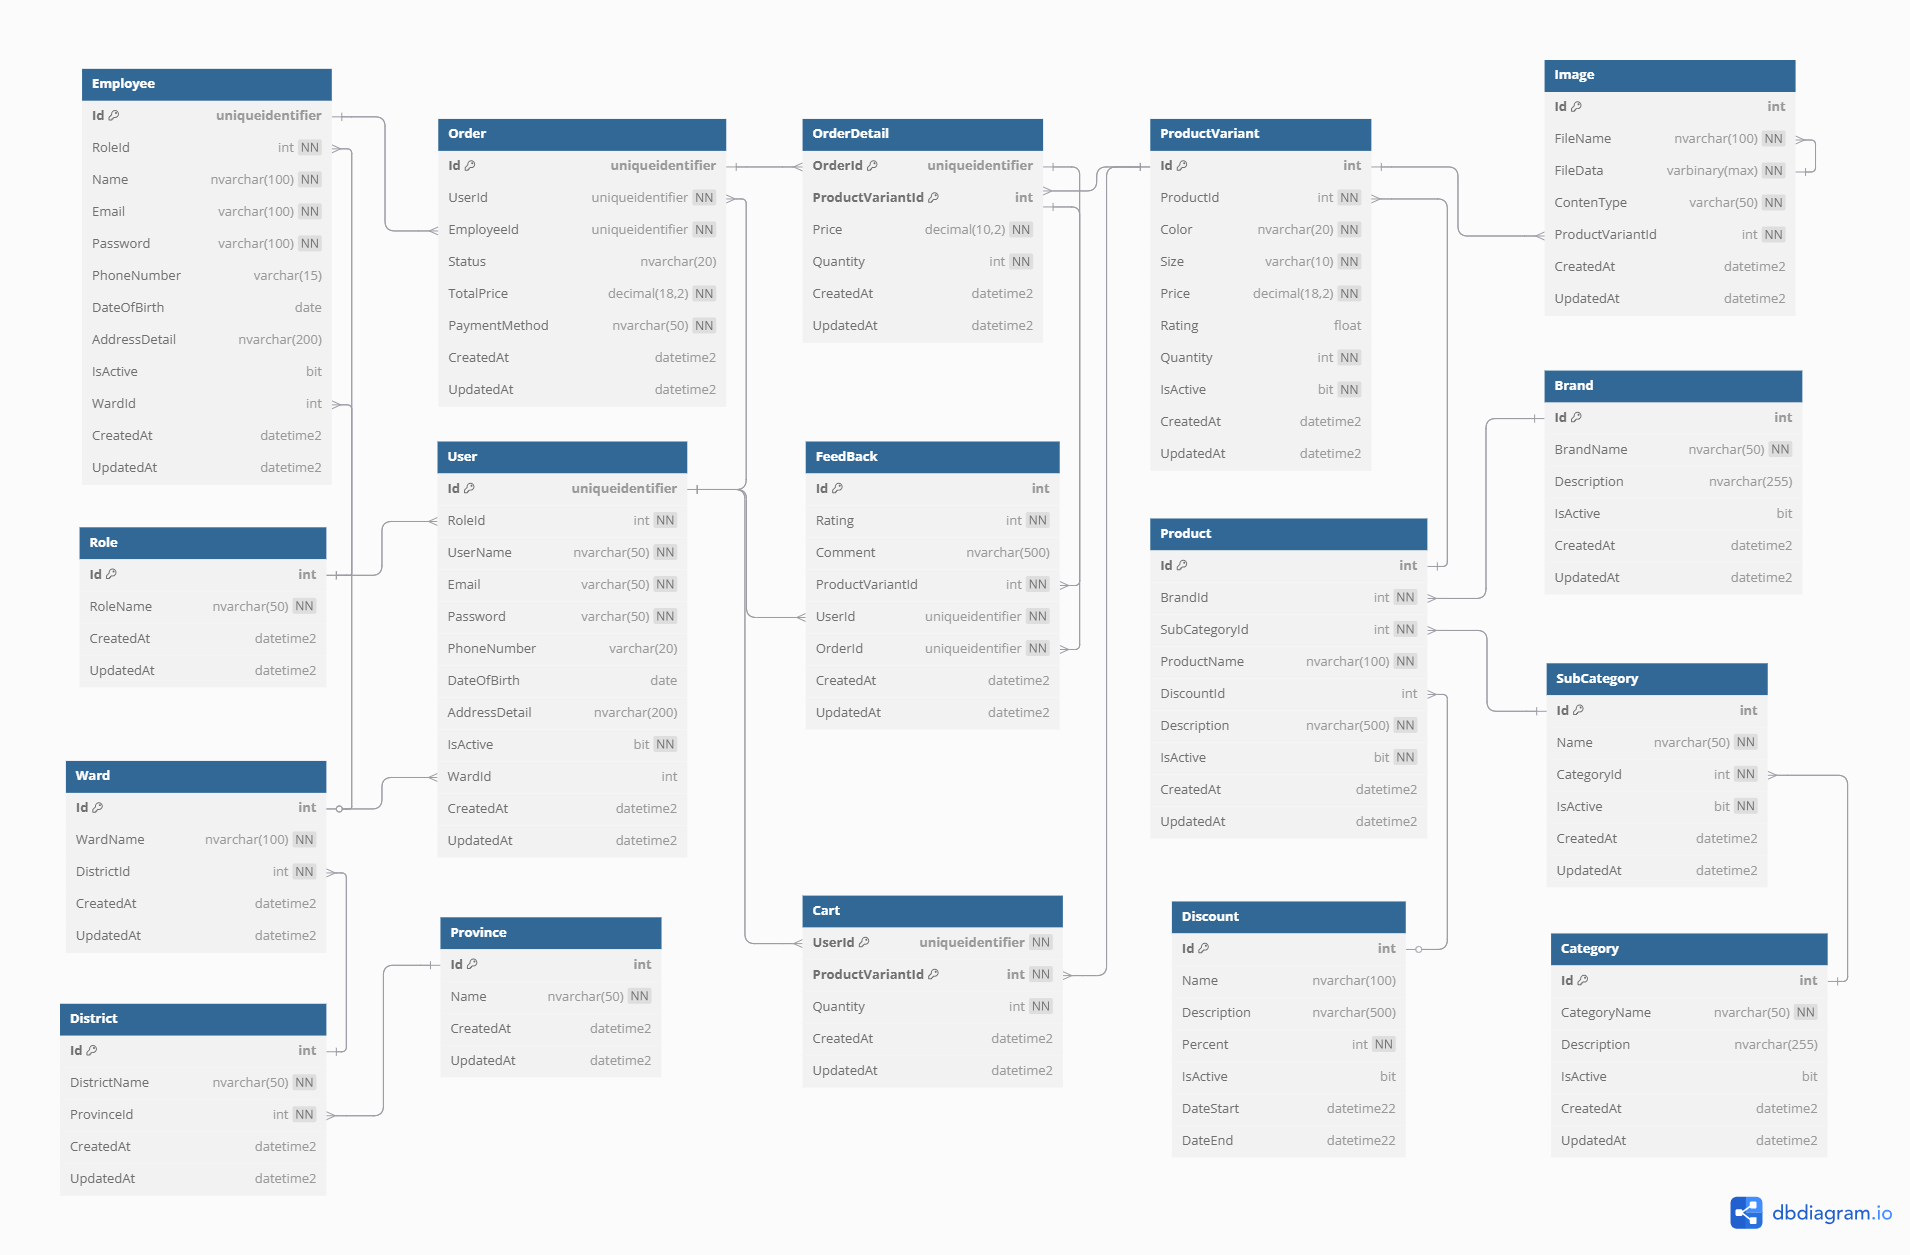 Employee
Id uniqueidentifier
RoleId int NN
Name nvarchar(100) NN
Email varchar(100) NN
Password varchar(100) NN
PhoneNumber varchar(15)
DateOfBirth date
AddressDetail nvarchar(200)
IsActive bit
WardId int
CreatedAt datetime2
UpdatedAt datetime2
Role
Id int
RoleName nvarchar(50) NN
CreatedAt datetime2
UpdatedAt datetime2
Ward
Id int
WardName nvarchar(100) NN
DistrictId int NN
CreatedAt datetime2
UpdatedAt datetime2
District
Id int
DistrictName nvarchar(50) NN
ProvinceId int NN
CreatedAt datetime2
UpdatedAt datetime2
Order
Id uniqueidentifier
UserId uniqueidentifier NN
EmployeeId uniqueidentifier NN
Status nvarchar(20)
TotalPrice decimal(18,2) NN
PaymentMethod nvarchar(50) NN
CreatedAt datetime2
UpdatedAt datetime2
User
Id uniqueidentifier
RoleId int NN
UserName nvarchar(50) NN
Email varchar(50) NN
Password varchar(50) NN
PhoneNumber varchar(20)
DateOfBirth date
AddressDetail nvarchar(200)
IsActive bit NN
WardId int
CreatedAt datetime2
UpdatedAt datetime2
Province
Id int
Name nvarchar(50) NN
CreatedAt datetime2
UpdatedAt datetime2
OrderDetail
OrderId uniqueidentifier
ProductVariantId int
Price decimal(10,2) NN
Quantity int NN
CreatedAt datetime2
UpdatedAt datetime2
FeedBack
Id int
Rating int NN
Comment nvarchar(500)
ProductVariantId int NN
UserId uniqueidentifier NN
OrderId uniqueidentifier NN
CreatedAt datetime2
UpdatedAt datetime2
Cart
UserId uniqueidentifier NN
ProductVariantId int NN
Quantity int NN
CreatedAt datetime2
UpdatedAt datetime2
ProductVariant
Id int
ProductId int NN
Color nvarchar(20) NN
Size varchar(10) NN
Price decimal(18,2) NN
Rating float
Quantity int NN
IsActive bit NN
CreatedAt datetime2
UpdatedAt datetime2
Product
Id int
BrandId int NN
SubCategoryId int NN
ProductName nvarchar(100) NN
DiscountId int
Description nvarchar(500) NN
IsActive bit NN
CreatedAt datetime2
UpdatedAt datetime2
Discount
Id int
Name nvarchar(100)
Description nvarchar(500)
Percent int NN
IsActive bit
DateStart datetime22
DateEnd datetime22
Image
Id int
FileName nvarchar(100) NN
FileData varbinary(max) NN
ContenType varchar(50) NN
ProductVariantId int NN
CreatedAt datetime2
UpdatedAt datetime2
Brand
Id int
BrandName nvarchar(50) NN
Description nvarchar(255)
IsActive bit
CreatedAt datetime2
UpdatedAt datetime2
SubCategory
Id int
Name nvarchar(50) NN
CategoryId int NN
IsActive bit NN
CreatedAt datetime2
UpdatedAt datetime2
Category
Id int
CategoryName nvarchar(50) NN
Description nvarchar(255)
IsActive bit
CreatedAt datetime2
UpdatedAt datetime2
dbdiagram.io